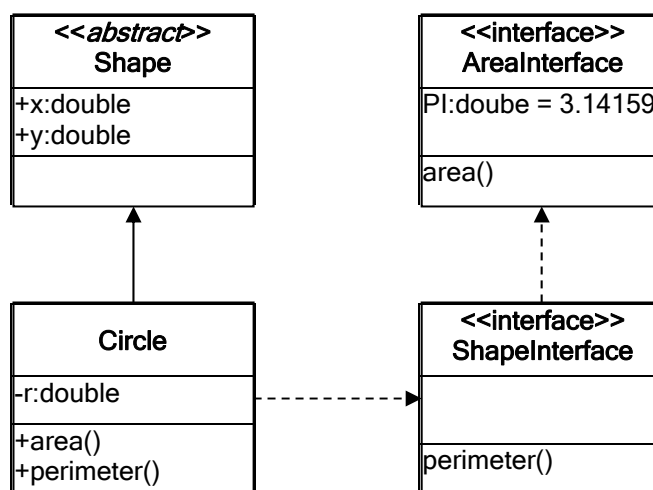 <<abstract>>
Shape
+x:double
+y:double
<<interface>>
AreaInterface
PI:doube = 3.14159
area()
Circle
-r:double
+area()
+perimeter()
<<interface>>
ShapeInterface
perimeter()